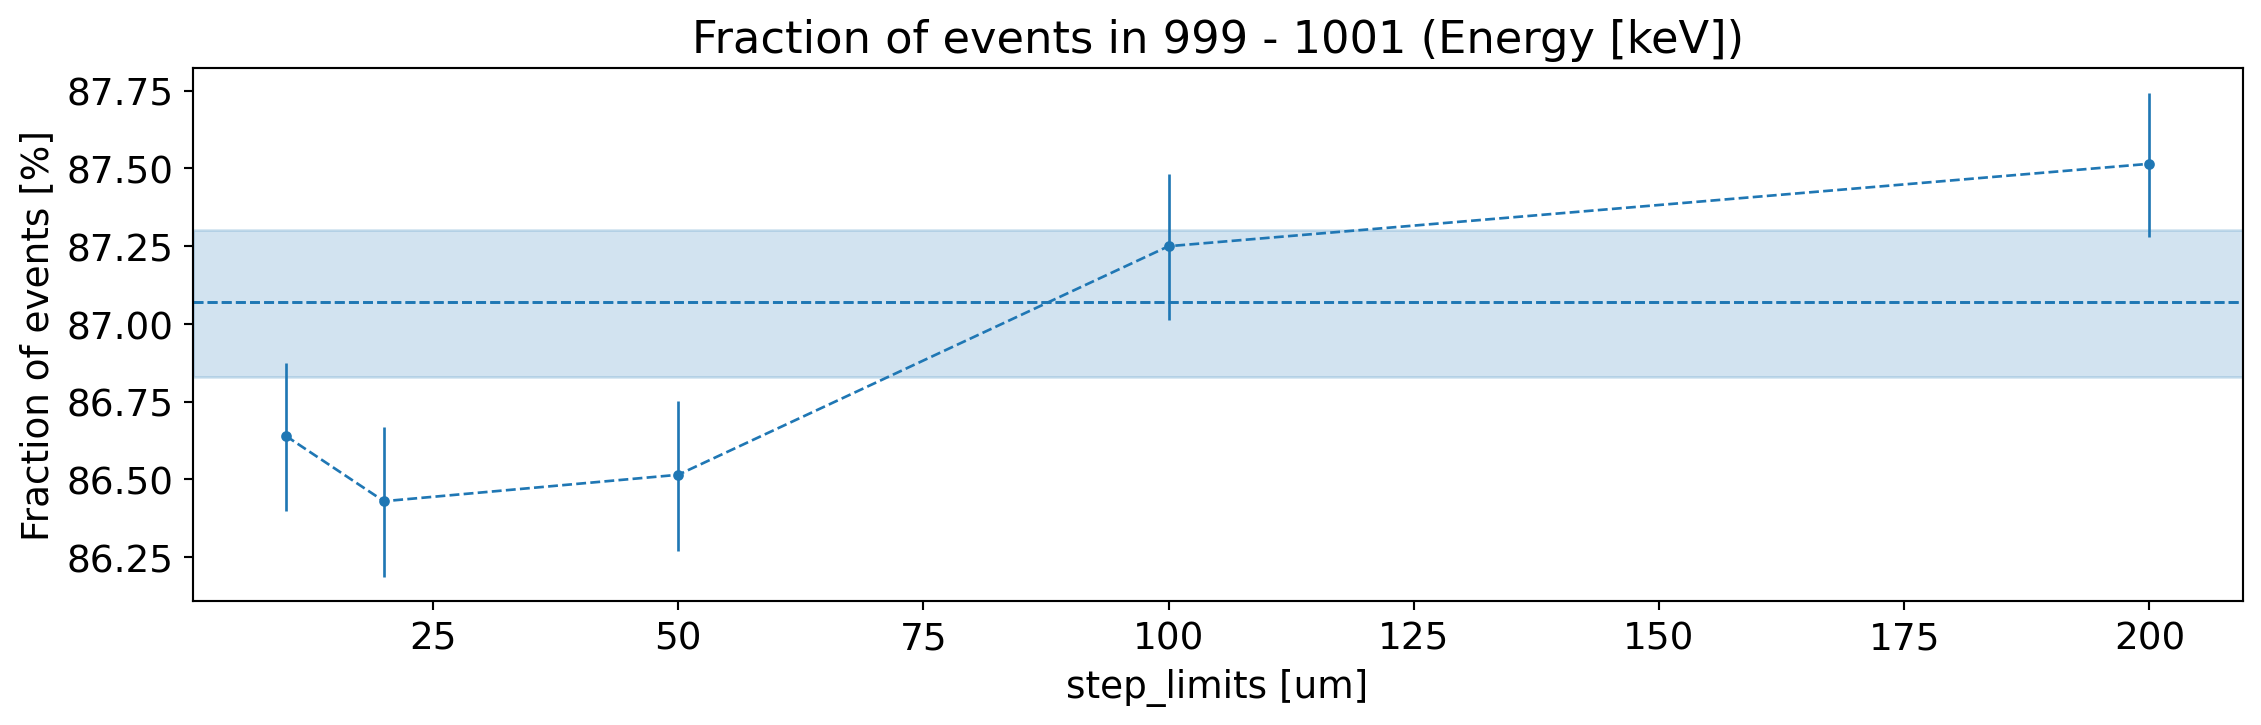 Fraction of events in 999 - 1001 (Energy [keV])
Fraction of events [%]
87.75
87.50
87.25
87.00
86.75
86.50
86.25
25 50 75 100 125 150 175 200
step_limits [um]